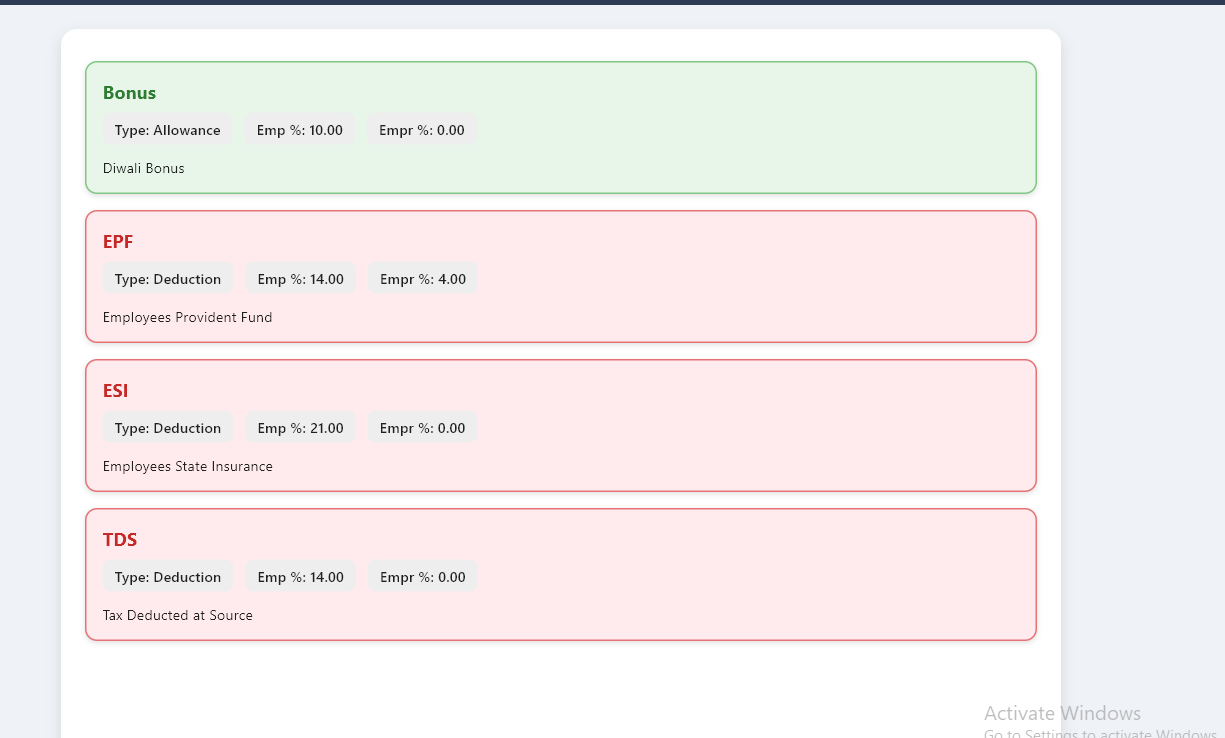 Bonus
Type: Allowance Emp %: 10.00 Empr %: 0.00
Diwali Bonus
EPF
Type: Deduction Emp %: 14.00 Empr %: 4.00
Employees Provident Fund
ESI
Type: Deduction Emp %: 21.00 Empr %: 0.00
Employees State Insurance
TDS
Type: Deduction Emp %: 14.00 Empr %: 0.00
Tax Deducted at Source
Activate Windows
Go to Settings to activate Windows.